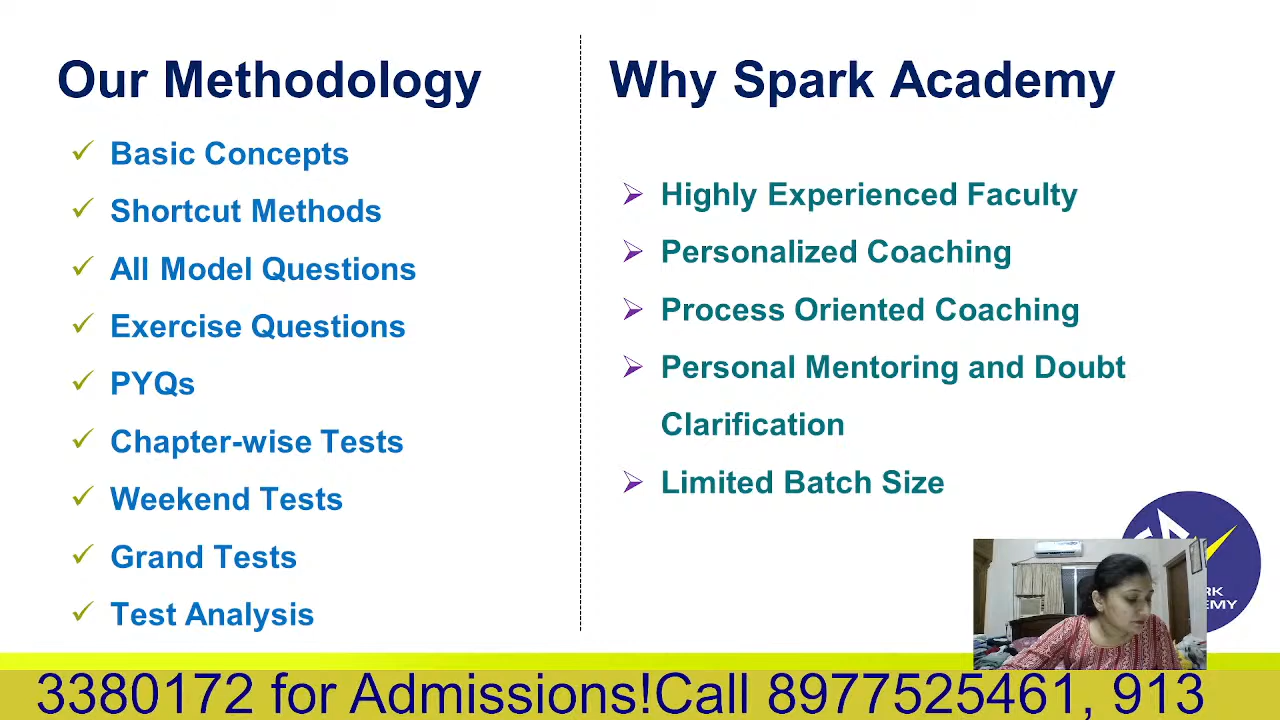 Our Methodology
Basic Concepts
Shortcut Methods
All Model Questions
Exercise Questions
PYQs
Chapter-wise Tests
Weekend Tests
Grand Tests
Test Analysis
Why Spark Academy
Highly Experienced Faculty
Personalized Coaching
Process Oriented Coaching
Personal Mentoring and Doubt
Clarification
Limited Batch Size
3380172 for Admissions!Call 8977525461, 913